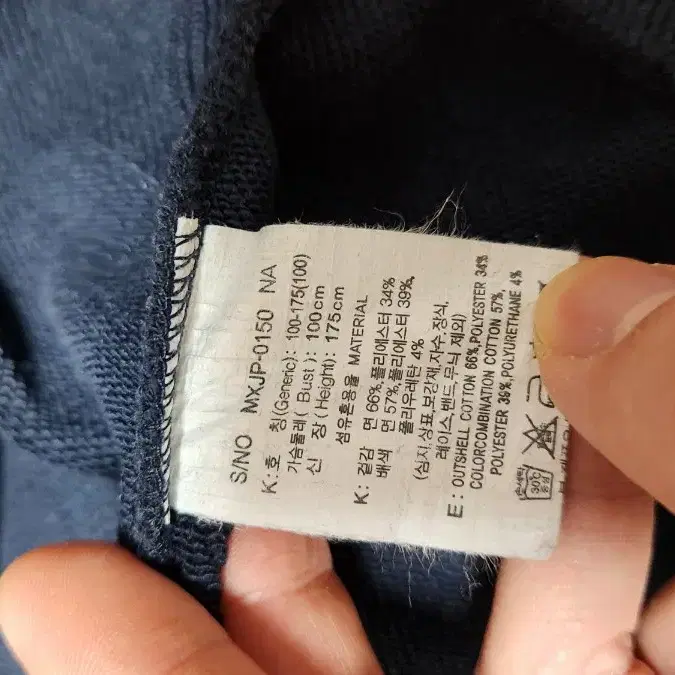 S/NO MXJP-0150 NA
K: 호 칭(Generic): 100-175(100)
가슴둘레( Bust ): 100cm
신 장(Height): 175cm
섬유혼용율 MATERIAL
K: 겉감 면 66%,폴리에스터 34%
배색 면 57%,폴리에스터 39%,
폴리우레탄 4%
(심지,상표,보강재,자수 장식,
레이스,밴드,무늬 제외)
E: OUTSHELL COTTON 66%,POLYESTER 34%
COLORCOMBINATION COTTON 57%,
POLYESTER 39%,POLYURETHANE 4%
30℃
중성